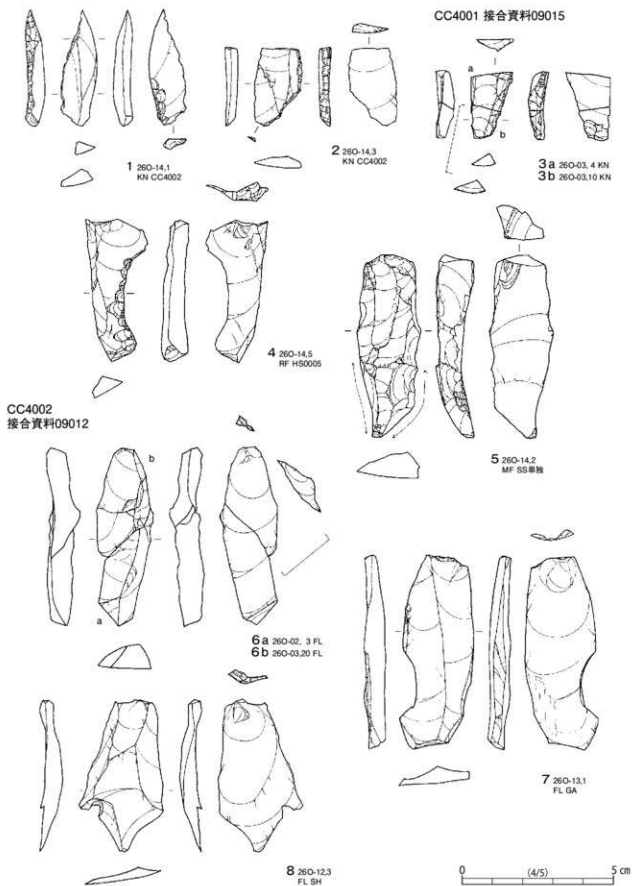 CC4001 接合資料09015
a
b
1 26O-14,1
KN CC4002
2 26O-14,3
KN CC4002
3a 26O-03, 4 KN
3b 26O-03,10 KN
4 26O-14,5
RF HS0005
5 26O-14,2
MF SS単独
CC4002
接合資料09012
b
a
6a 26O-02, 3 FL
6b 26O-03,20 FL
7 26O-13,1
FL GA
8 26O-12,3
FL SH
0 (4/5) 5 cm